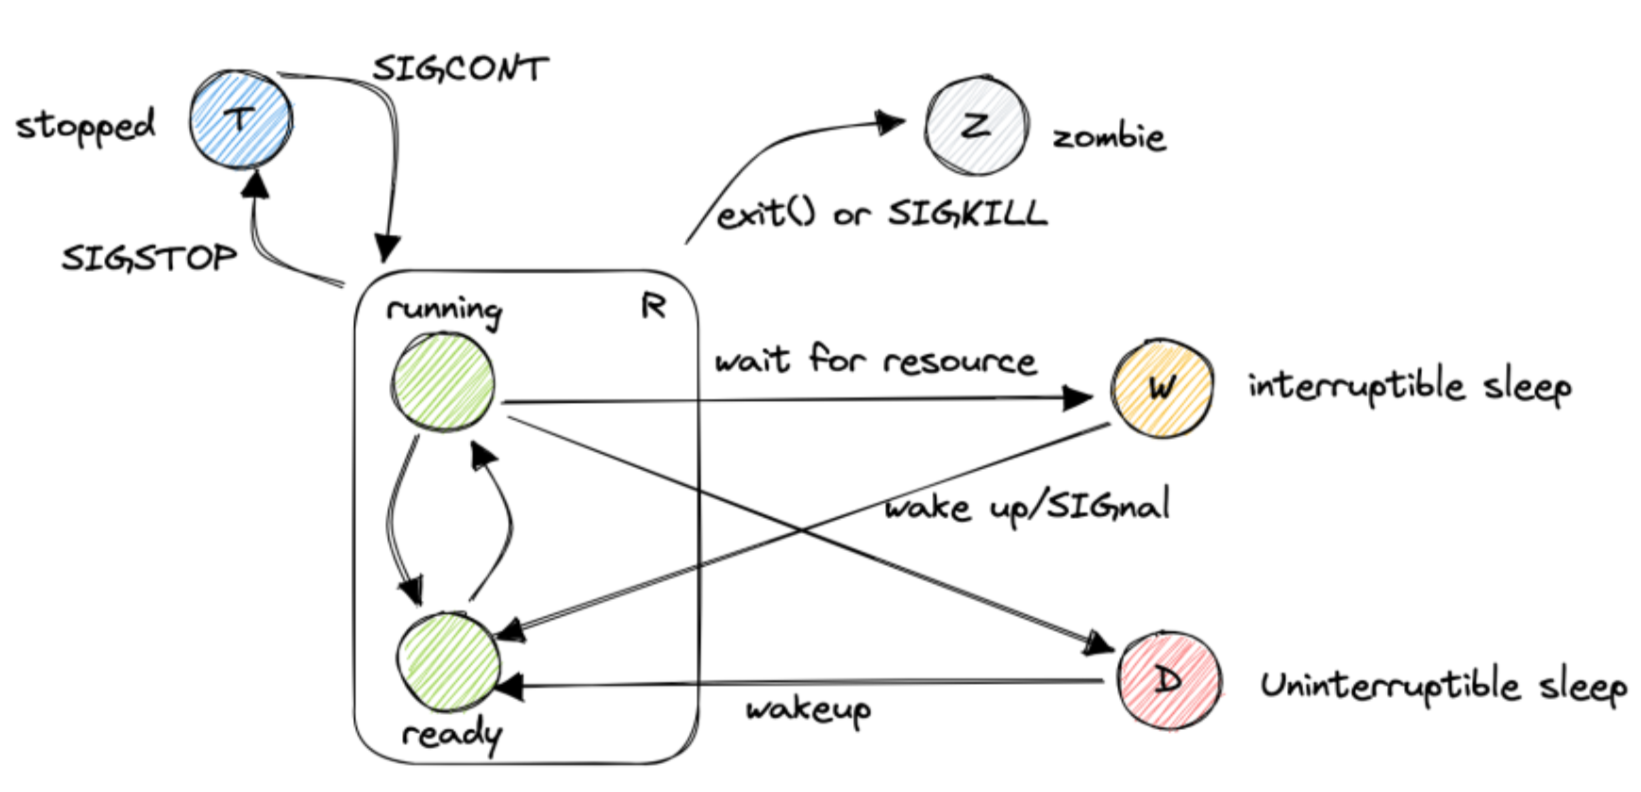 SIGCONT
T
stopped
Z
zombie
exit() or SIGKILL
SIGSTOP
running
R
wait for resource
W
interruptible sleep
wake up/SIGnal
D
Uninterruptible sleep
wakeup
ready